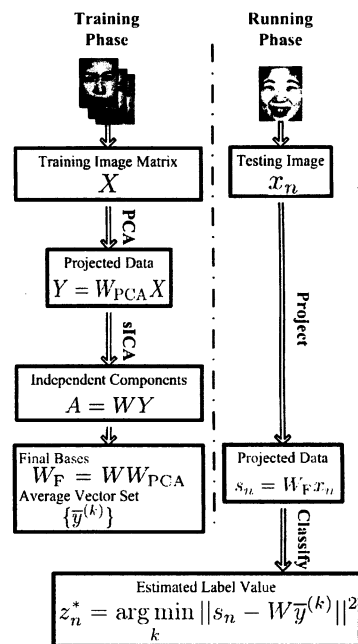 Training
Phase
Running
Phase
Training Image Matrix
X
PCA
Projected Data
Y = W_PCA X
sICA
Independent Components
A = WY
Final Bases
W_F = WW_PCA
Average Vector Set
{y̅^(k)}
Testing Image
x_n
Project
Projected Data
s_n = W_F x_n
Classify
Estimated Label Value
z_n^* = arg min_k ||s_n − Wy̅^(k)||^2